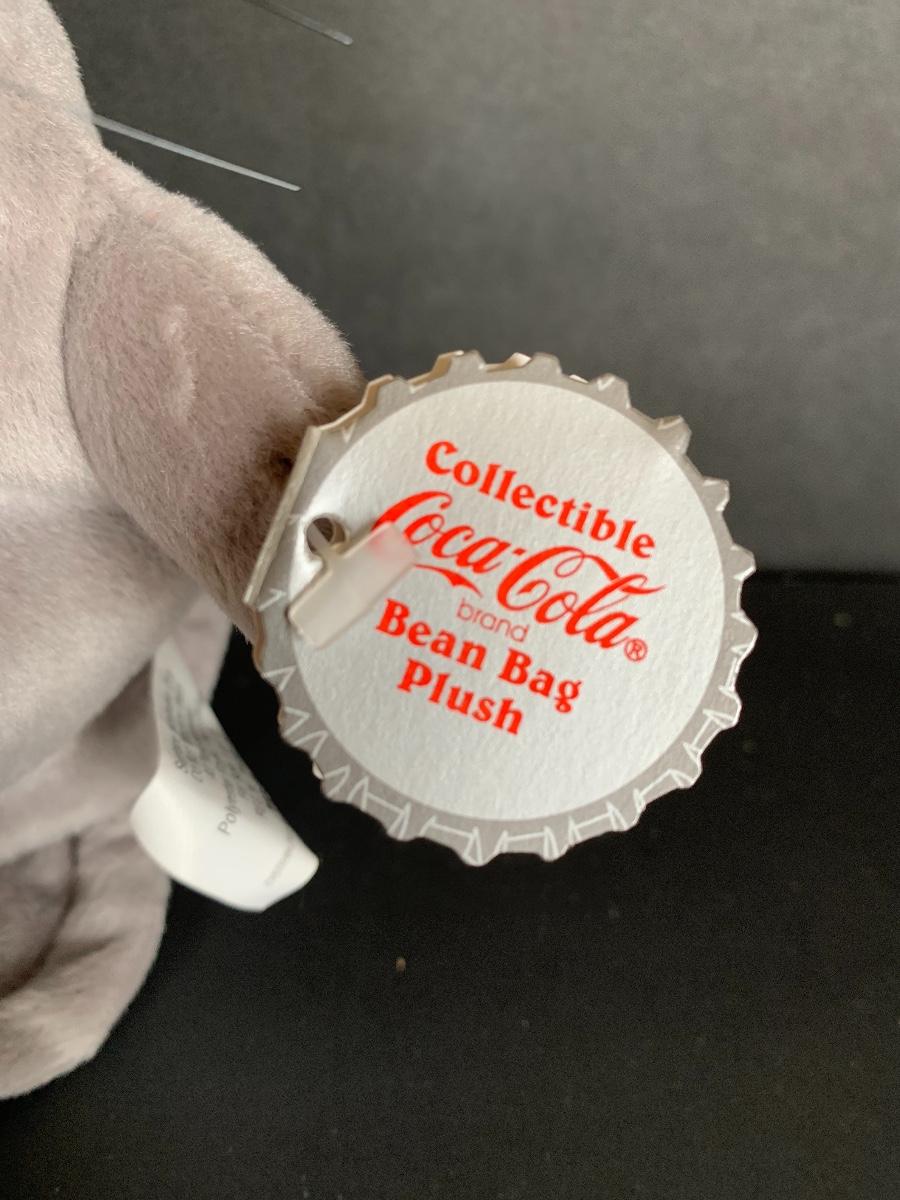 Collectible
Coca-Cola®
brand
Bean Bag
Plush